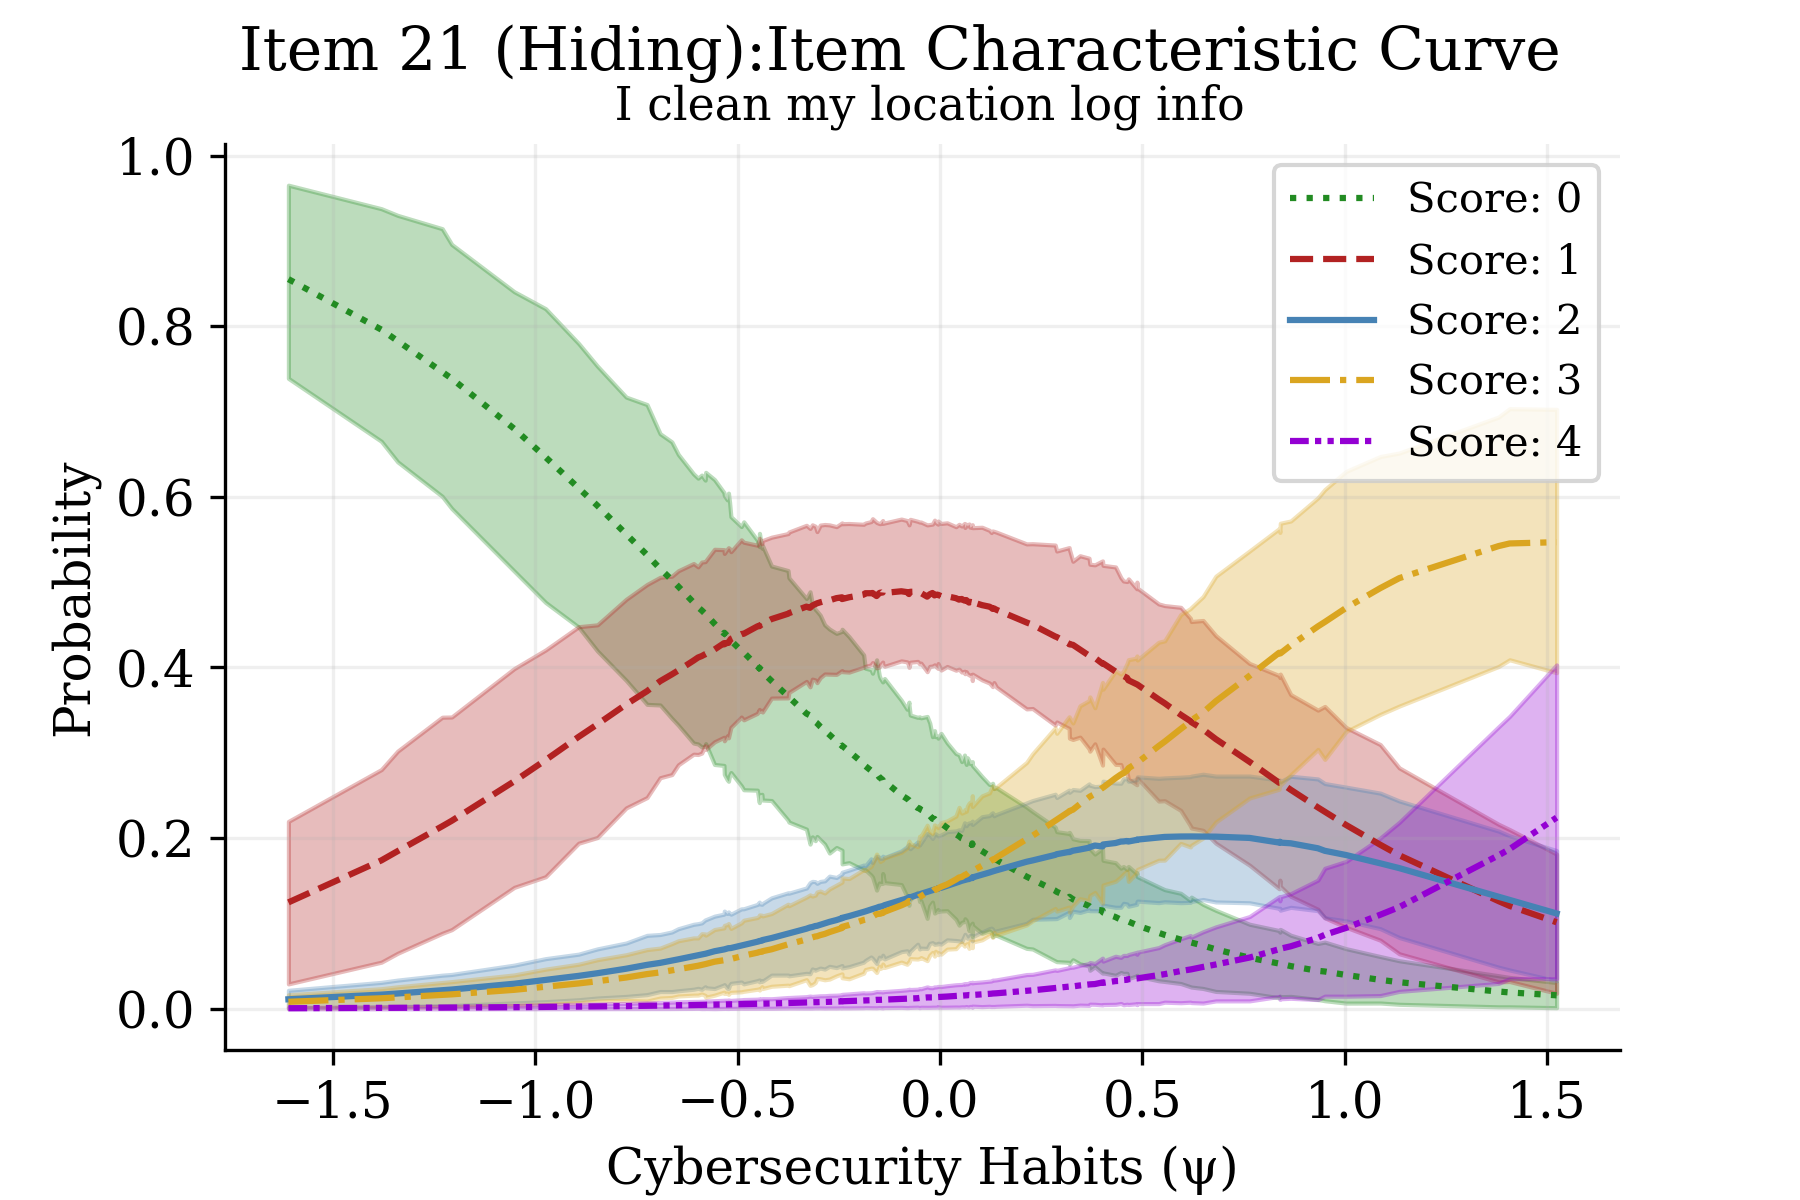 Item 21 (Hiding):Item Characteristic Curve
I clean my location log info
1.0
0.8
0.6
0.4
0.2
0.0
Probability
Score: 0
Score: 1
Score: 2
Score: 3
Score: 4
−1.5 −1.0 −0.5 0.0 0.5 1.0 1.5
Cybersecurity Habits (ψ)